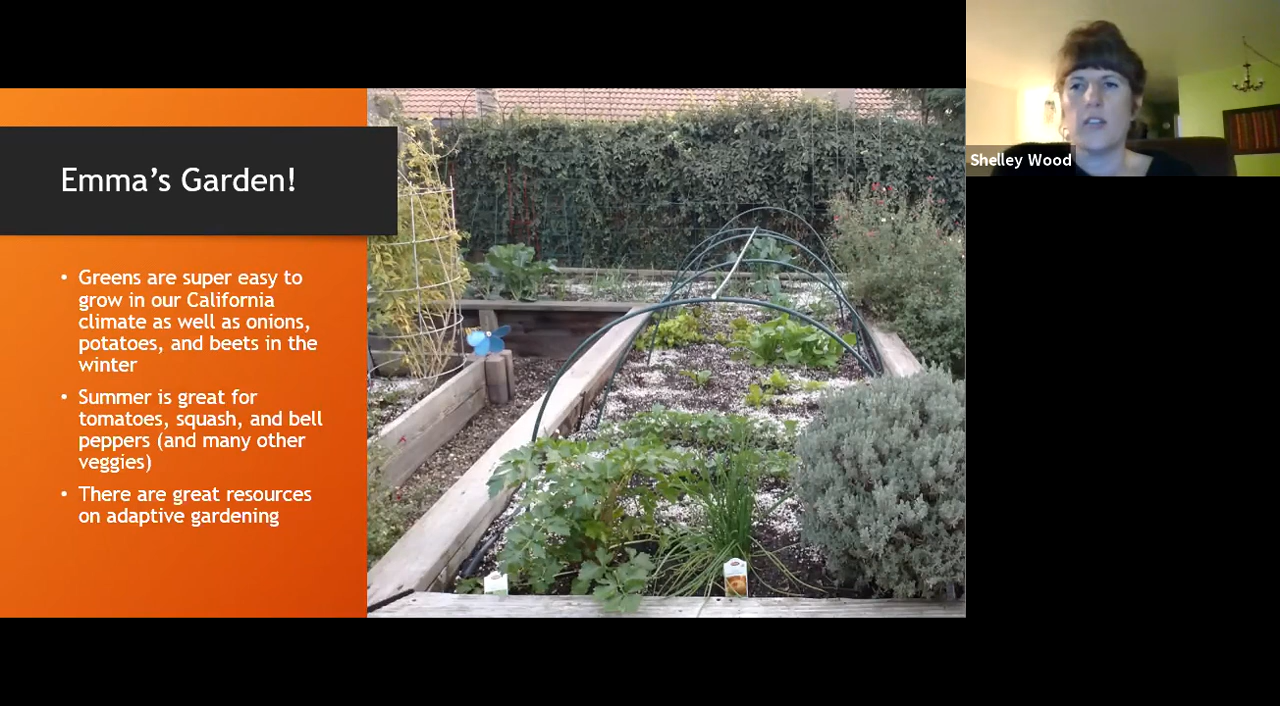 Emma's Garden!
• Greens are super easy to
grow in our California
climate as well as onions,
potatoes, and beets in the
winter
• Summer is great for
tomatoes, squash, and bell
peppers (and many other
veggies)
• There are great resources
on adaptive gardening
Shelley Wood